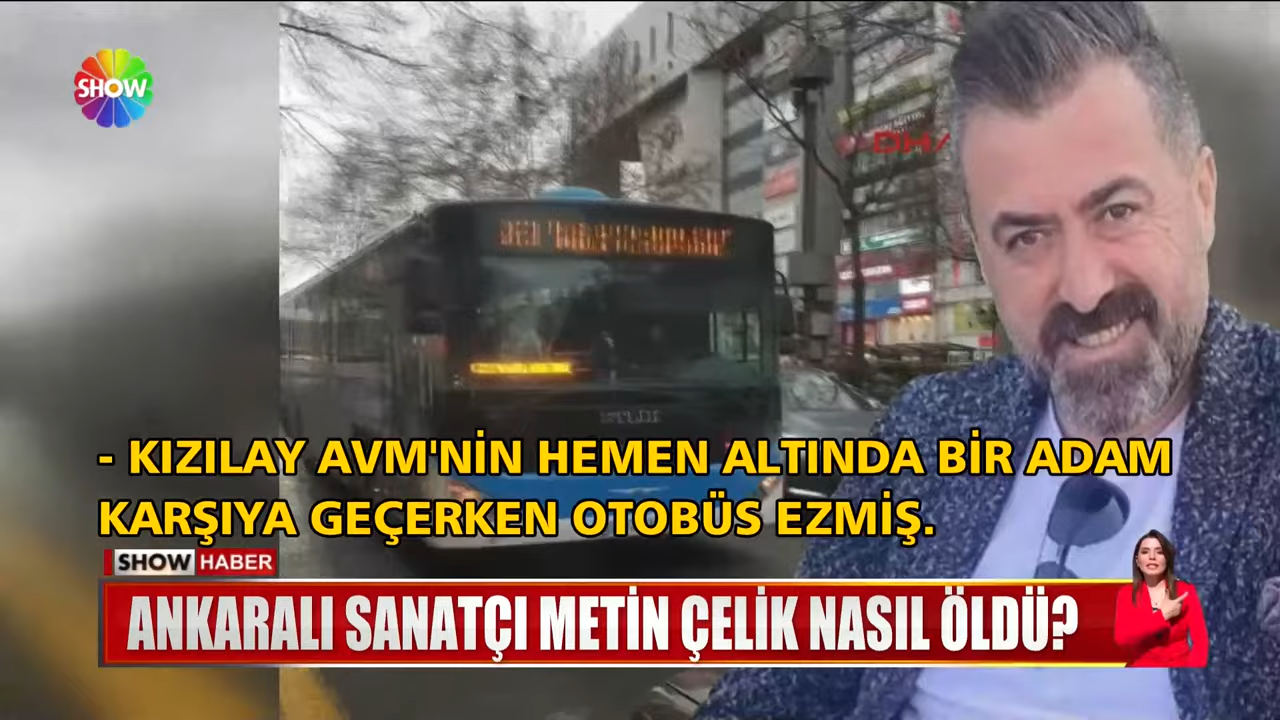 SHOW
DHA
- KIZILAY AVM'NİN HEMEN ALTINDA BİR ADAM
KARŞIYA GEÇERKEN OTOBÜS EZMİŞ.
SHOW HABER
ANKARALI SANATÇI METİN ÇELİK NASIL ÖLDÜ?